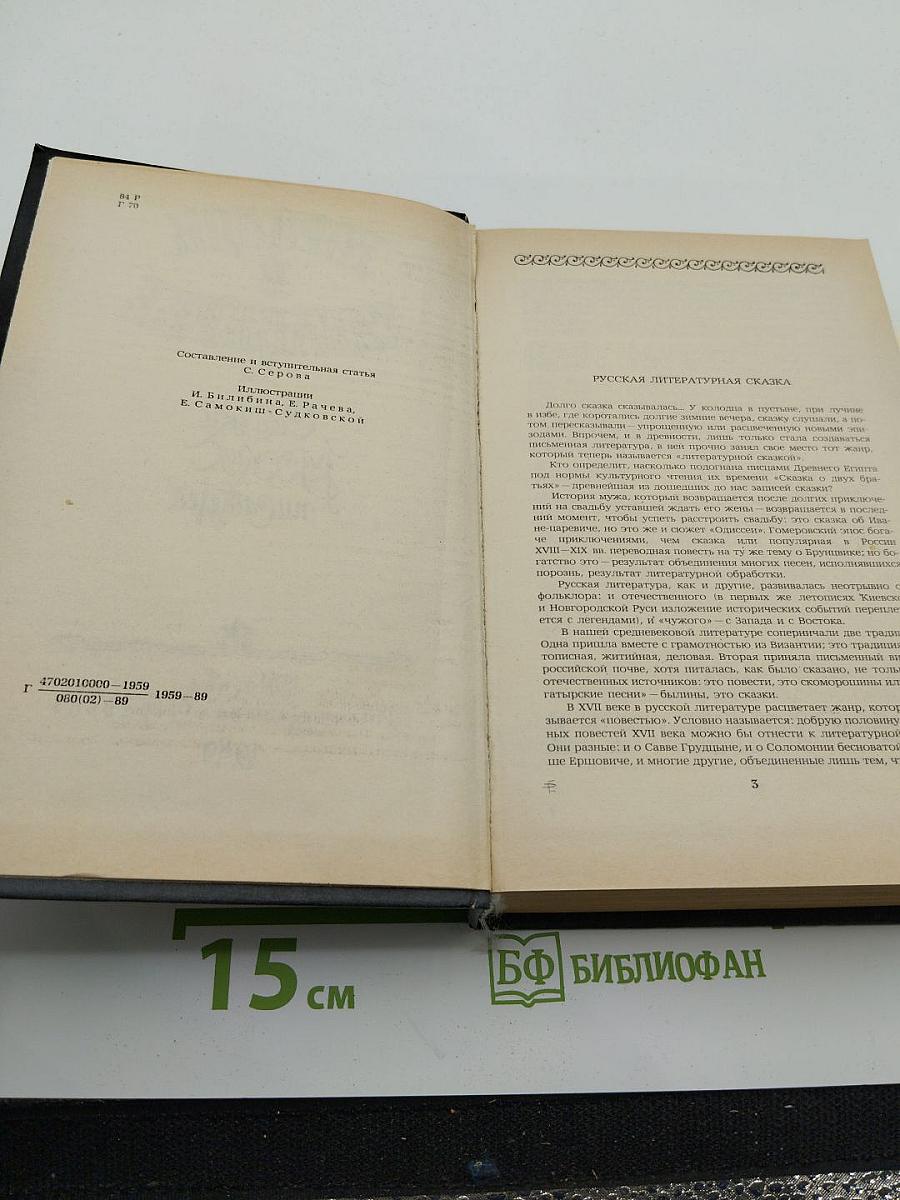 84 Р
Г 70
Составление и вступительная статья
С. Серова
Иллюстрации
И. Билибина, Е. Рачева,
Е. Самокиш-Судковской
Г 4702010000—1959
080(02)—89
1959—89
РУССКАЯ ЛИТЕРАТУРНАЯ СКАЗКА
Долго сказка сказывалась... У колодца в пустыне, при лучине
в избе, где коротались долгие зимние вечера, сказку слушали, а по-
том пересказывали — упрощенную или расцвеченную новыми эпи-
зодами. Впрочем, и в древности, лишь только стала создаваться
письменная литература, в ней прочно занял свое место тот жанр,
который теперь называется «литературной сказкой».
Кто определит, насколько подогнана писцами Древнего Египта
под нормы культурного чтения их времени «Сказка о двух бра-
тьях» — древнейшая из дошедших до нас записей сказки?
История мужа, который возвращается после долгих приключе-
ний на свадьбу уставшей ждать его жены — возвращается в послед-
ний момент, чтобы успеть расстроить свадьбу: это сказка об Ива-
не-царевиче, но это же и сюжет «Одиссеи». Гомеровский эпос бога-
че приключениями, чем сказка или популярная в России
XVIII—XIX вв. переводная повесть на ту же тему о Брунцвике; но бо-
гатство это — результат объединения многих песен, исполнявшихся
порознь, результат литературной обработки.
Русская литература, как и другие, развивалась неотрывно о
фольклора: и отечественного (в первых же летописях Киевско
и Новгородской Руси изложение исторических событий переплет
ется с легендами), и «чужого» — с Запада и с Востока.
В нашей средневековой литературе соперничали две традиц
Одна пришла вместе с грамотностью из Византии; это традиция
тописная, житийная, деловая. Вторая приняла письменный ви
российской почве, хотя питалась, как было сказано, не только
отечественных источников: это повести, это скоморошины ил
гатырские песни» — былины, это сказки.
В XVII веке в русской литературе расцветает жанр, котор
зывается «повестью». Условно называется: добрую половину
ных повестей XVII века можно бы отнести к литературной
Они разные: и о Савве Грудцыне, и о Соломонии бесноватой
ше Ершовиче, и многие другие, объединенные лишь тем, чт
3
15 см
БФ БИБЛИОФАН